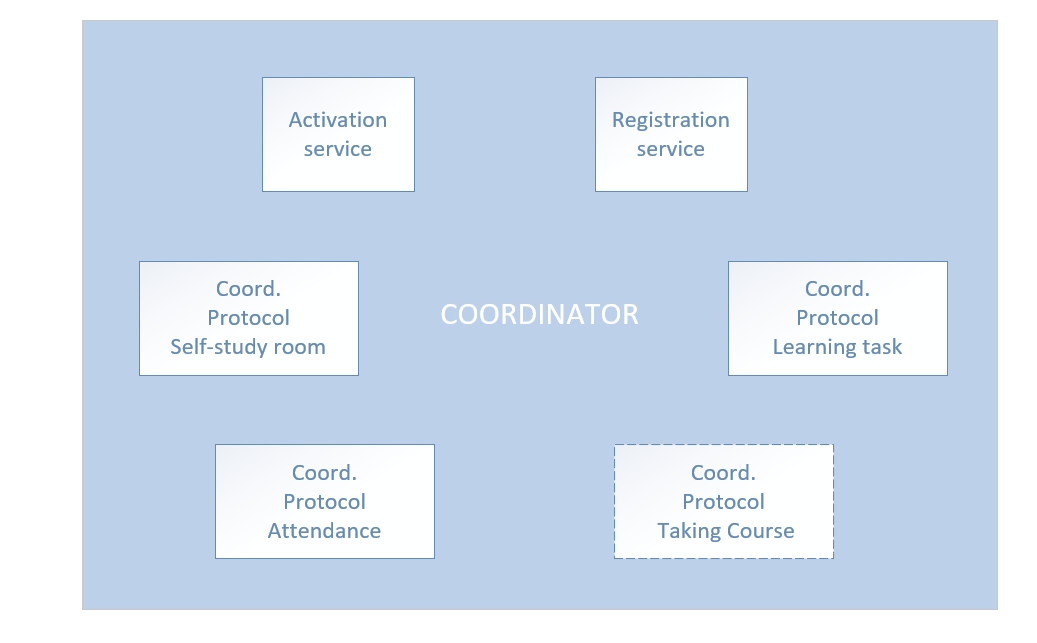 Activation
service
Registration
service
Coord.
Protocol
Self-study room
COORDINATOR
Coord.
Protocol
Learning task
Coord.
Protocol
Attendance
Coord.
Protocol
Taking Course